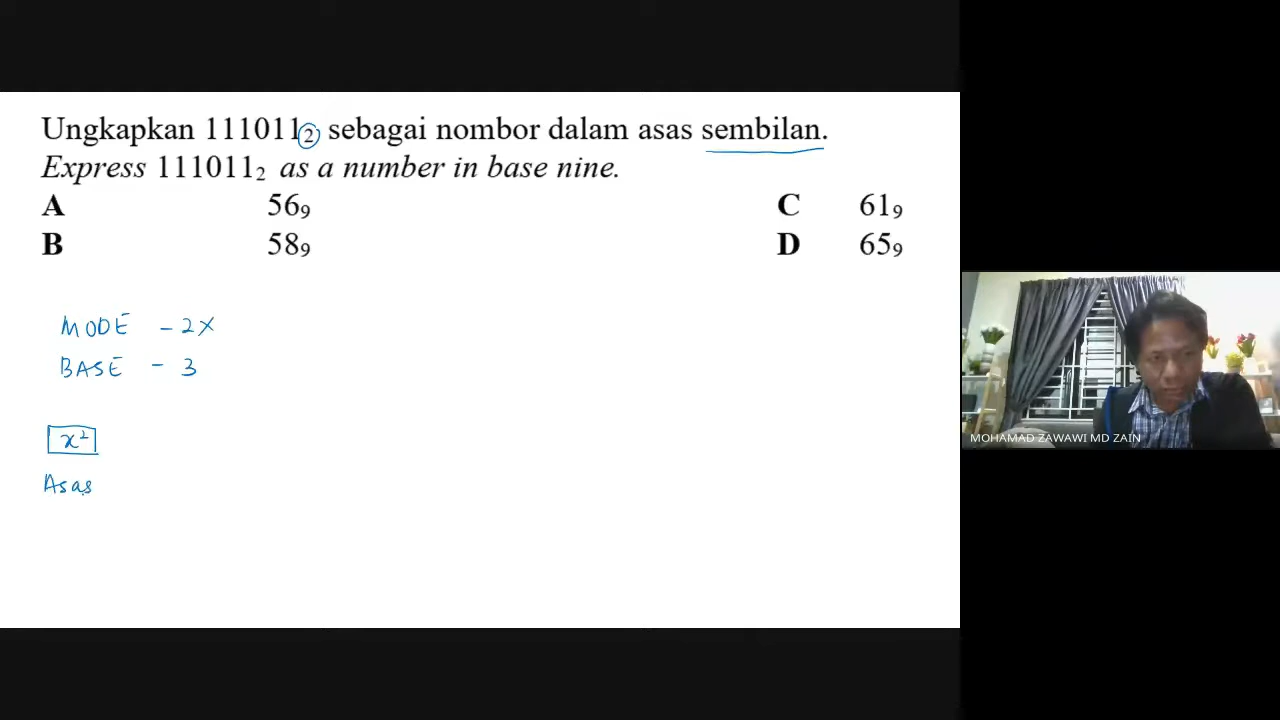 Ungkapkan 111011₂ sebagai nombor dalam asas sembilan.
Express 111011₂ as a number in base nine.
A 56₉ C 61₉
B 58₉ D 65₉
MODE - 2X
BASE - 3
x²
Asas
MOHAMAD ZAWAWI MD ZAIN